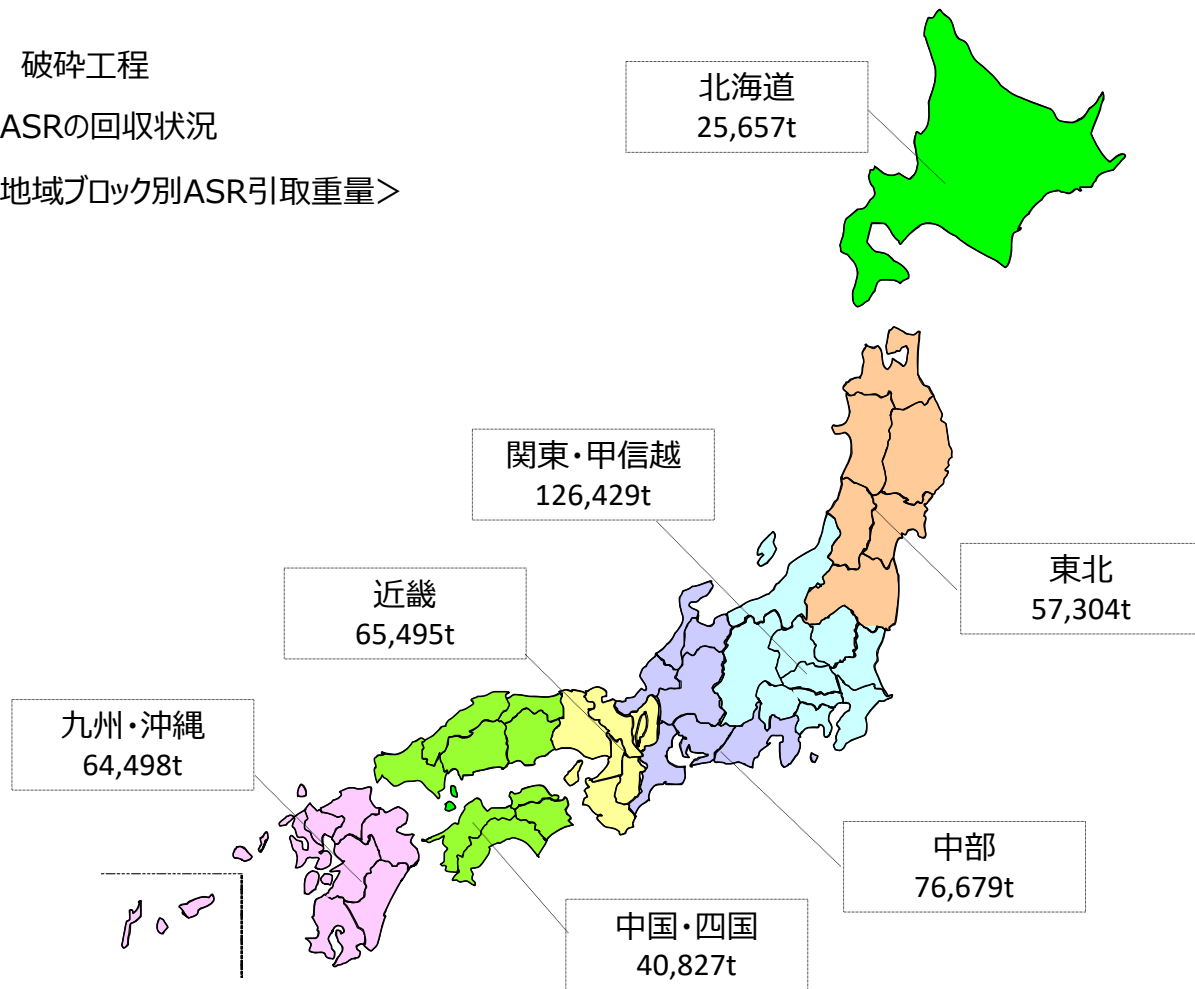 破砕工程
ASRの回収状況
地域ブロック別ASR引取重量＞
北海道
25,657t
関東・甲信越
126,429t
東北
57,304t
近畿
65,495t
九州・沖縄
64,498t
中部
76,679t
中国・四国
40,827t